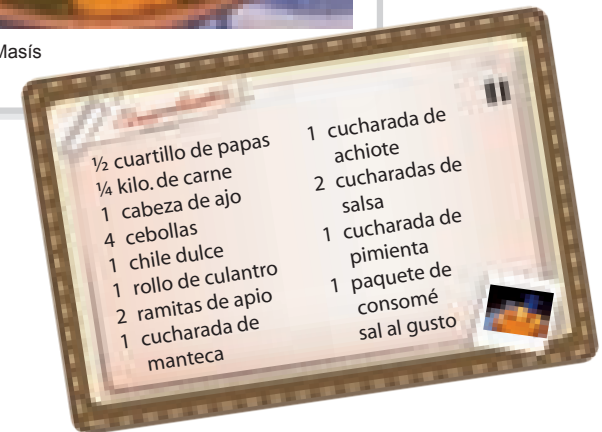 Masís
½ cuartillo de papas
¼ kilo. de carne
1 cabeza de ajo
4 cebollas
1 chile dulce
1 rollo de culantro
2 ramitas de apio
1 cucharada de
manteca
1 cucharada de
achiote
2 cucharadas de
salsa
1 cucharada de
pimienta
1 paquete de
consomé
sal al gusto